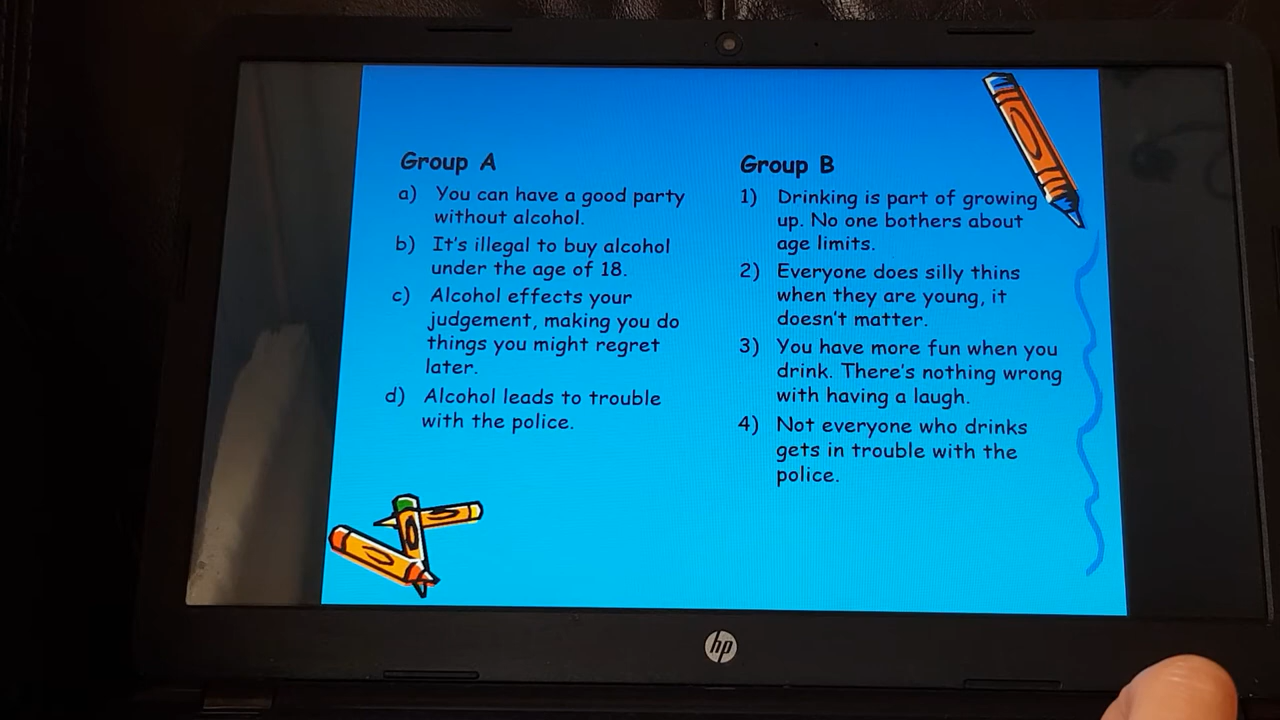 Group A
a) You can have a good party
without alcohol.
b) It's illegal to buy alcohol
under the age of 18.
c) Alcohol effects your
judgement, making you do
things you might regret
later.
d) Alcohol leads to trouble
with the police.
Group B
1) Drinking is part of growing
up. No one bothers about
age limits.
2) Everyone does silly thins
when they are young, it
doesn't matter.
3) You have more fun when you
drink. There's nothing wrong
with having a laugh.
4) Not everyone who drinks
gets in trouble with the
police.
hp